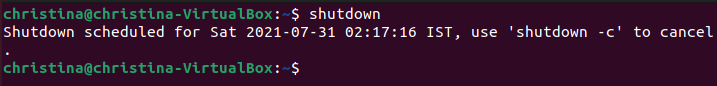 christina@christina-VirtualBox:~$ shutdown
Shutdown scheduled for Sat 2021-07-31 02:17:16 IST, use 'shutdown -c' to cancel
.
christina@christina-VirtualBox:~$